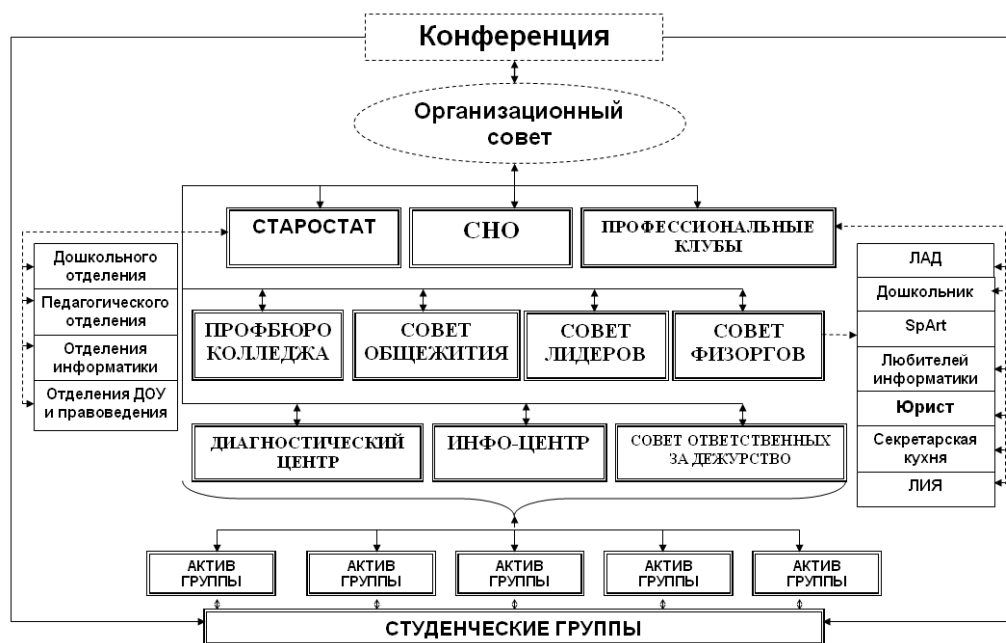 Конференция
Организационный
совет
СТАРОСТАТ
СНО
ПРОФЕССИОНАЛЬНЫЕ
КЛУБЫ
Дошкольного
отделения
Педагогического
отделения
Отделения
информатики
Отделения ДОУ
и правоведения
ПРОФБЮРО
КОЛЛЕДЖА
СОВЕТ
ОБЩЕЖИТИЯ
СОВЕТ
ЛИДЕРОВ
СОВЕТ
ФИЗОРГОВ
ЛАД
Дошкольник
SpArt
Любителей
информатики
Юрист
Секретарская
кухня
ЛИЯ
ДИАГНОСТИЧЕСКИЙ
ЦЕНТР
ИНФО-ЦЕНТР
СОВЕТ ОТВЕТСТВЕННЫХ
ЗА ДЕЖУРСТВО
АКТИВ
ГРУППЫ
АКТИВ
ГРУППЫ
АКТИВ
ГРУППЫ
АКТИВ
ГРУППЫ
АКТИВ
ГРУППЫ
СТУДЕНЧЕСКИЕ ГРУППЫ